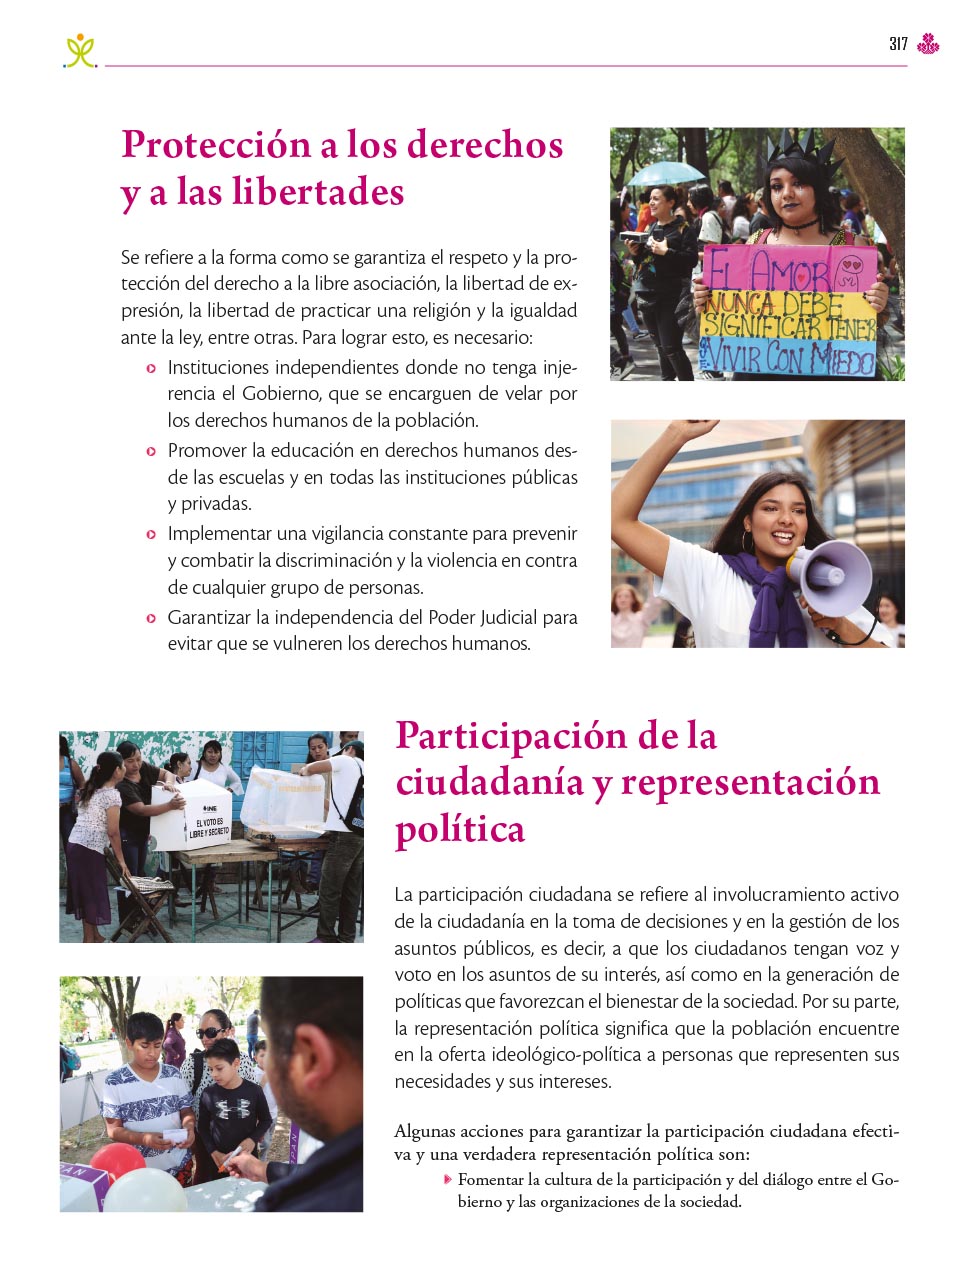 317
Protección a los derechos
y a las libertades
Se refiere a la forma como se garantiza el respeto y la pro-
tección del derecho a la libre asociación, la libertad de ex-
presión, la libertad de practicar una religión y la igualdad
ante la ley, entre otras. Para lograr esto, es necesario:
Instituciones independientes donde no tenga inje-
rencia el Gobierno, que se encarguen de velar por
los derechos humanos de la población.
Promover la educación en derechos humanos des-
de las escuelas y en todas las instituciones públicas
y privadas.
Implementar una vigilancia constante para prevenir
y combatir la discriminación y la violencia en contra
de cualquier grupo de personas.
Garantizar la independencia del Poder Judicial para
evitar que se vulneren los derechos humanos.
EL AMOR
NUNCA DEBE
SIGNIFICAR TENER
QUE
VIVIR CON MIEDO
INE
EL VOTO ES
LIBRE Y SECRETO
Participación de la
ciudadanía y representación
política
La participación ciudadana se refiere al involucramiento activo
de la ciudadanía en la toma de decisiones y en la gestión de los
asuntos públicos, es decir, a que los ciudadanos tengan voz y
voto en los asuntos de su interés, así como en la generación de
políticas que favorezcan el bienestar de la sociedad. Por su parte,
la representación política significa que la población encuentre
en la oferta ideológico-política a personas que representen sus
necesidades y sus intereses.
Algunas acciones para garantizar la participación ciudadana efecti-
va y una verdadera representación política son:
Fomentar la cultura de la participación y del diálogo entre el Go-
bierno y las organizaciones de la sociedad.